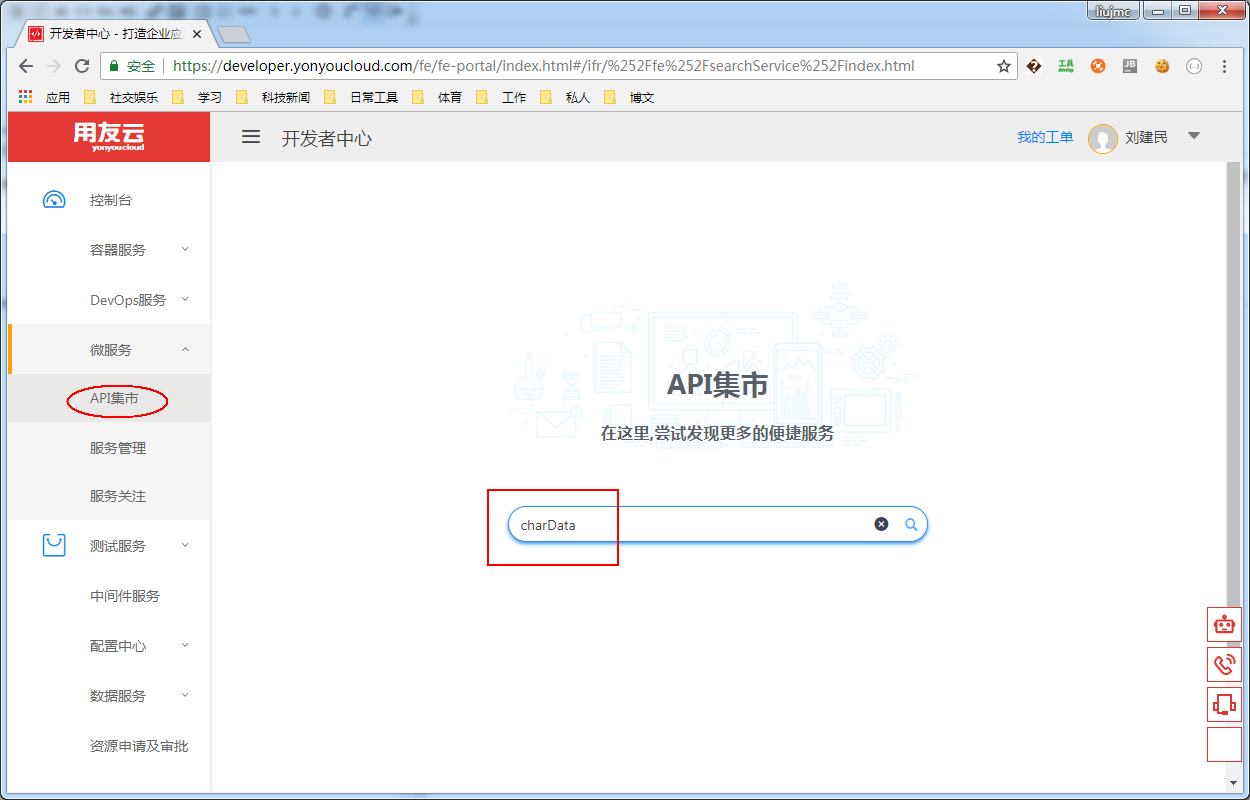 liujmc
开发者中心 - 打造企业应
安全 https://developer.yonyoucloud.com/fe/fe-portal/index.html#/ifr/%252Ffe%252FsearchService%252Findex.html
工具
JB
应用 社交娱乐 学习 科技新闻 日常工具 体育 工作 私人 博文
用友云
yonyoucloud
开发者中心
我的工单 刘建民
控制台
容器服务
DevOps服务
微服务
API集市
服务管理
服务关注
测试服务
中间件服务
配置中心
数据服务
资源申请及审批
API集市
在这里,尝试发现更多的便捷服务
charData